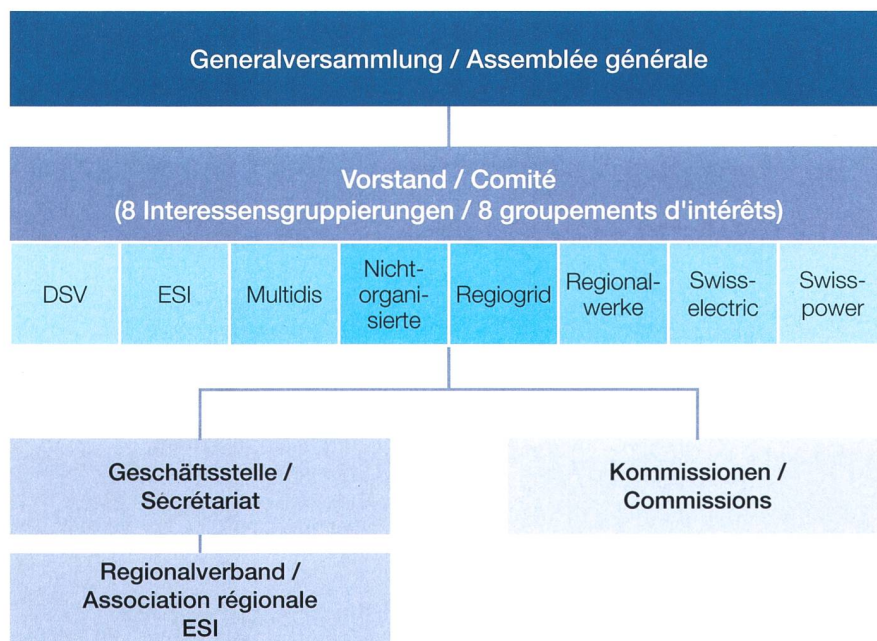 Generalversammlung / Assemblée générale
Vorstand / Comité
(8 Interessensgruppierungen / 8 groupements d'intérêts)
DSV
ESI
Multidis
Nicht-
organi-
sierte
Regiogrid
Regional-
werke
Swiss-
electric
Swiss-
power
Geschäftsstelle /
Secrétariat
Kommissionen /
Commissions
Regionalverband /
Association régionale
ESI